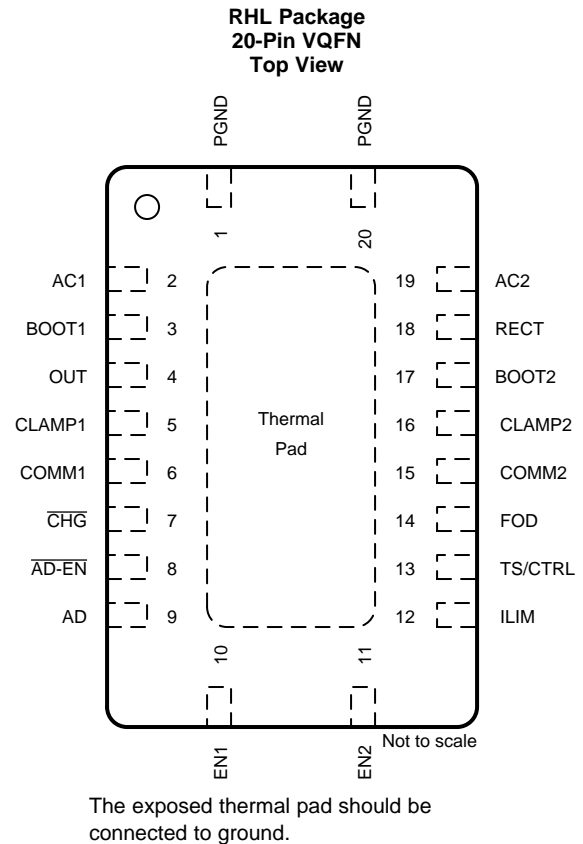 RHL Package
20-Pin VQFN
Top View
PGND
PGND
1
20
AC1 2
19 AC2
BOOT1 3
18 RECT
OUT 4
17 BOOT2
CLAMP1 5
16 CLAMP2
COMM1 6
15 COMM2
C̅H̅G̅ 7
14 FOD
A̅D̅-̅E̅N̅ 8
13 TS/CTRL
AD 9
12 ILIM
Thermal
Pad
10
11
EN1
EN2
Not to scale
The exposed thermal pad should be
connected to ground.